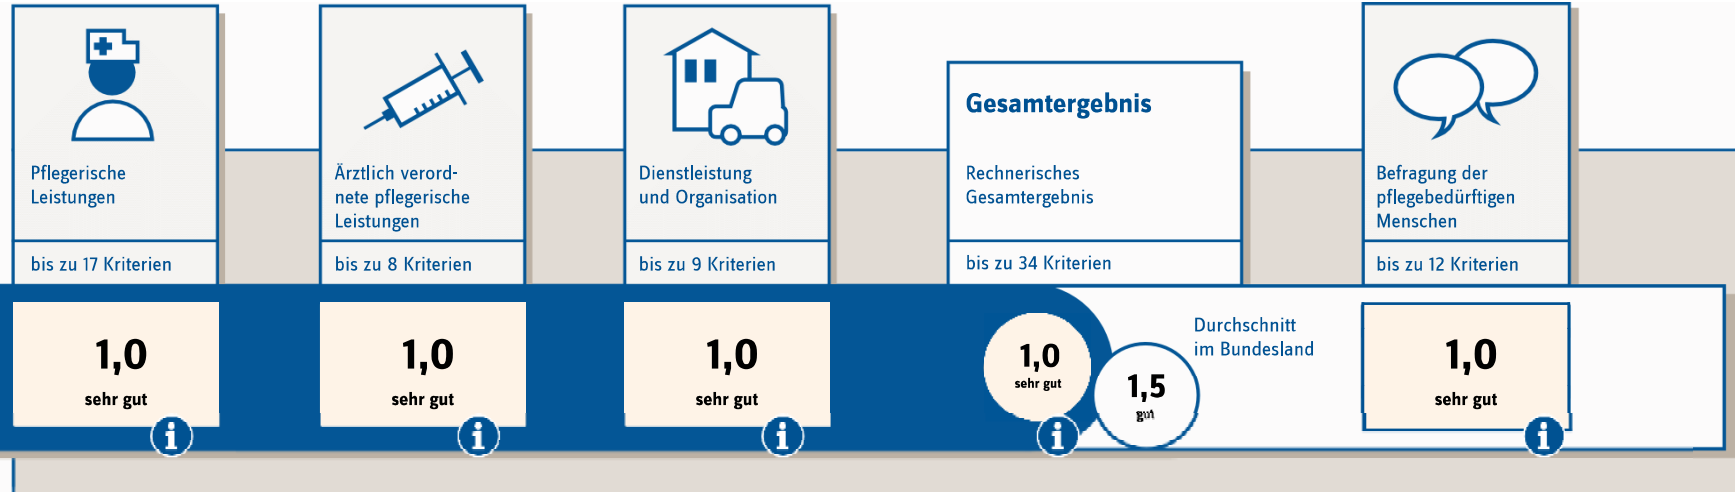 Pflegerische
Leistungen
bis zu 17 Kriterien
1,0
sehr gut
i
Ärztlich verord-
nete pflegerische
Leistungen
bis zu 8 Kriterien
1,0
sehr gut
i
Dienstleistung
und Organisation
bis zu 9 Kriterien
1,0
sehr gut
i
Gesamtergebnis
Rechnerisches
Gesamtergebnis
bis zu 34 Kriterien
1,0
sehr gut
i
1,5
gut
Durchschnitt
im Bundesland
Befragung der
pflegebedürftigen
Menschen
bis zu 12 Kriterien
1,0
sehr gut
i